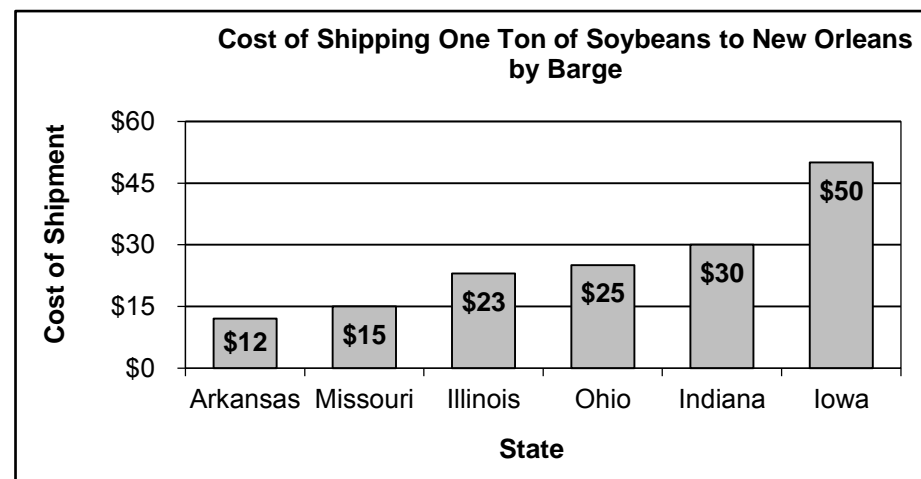 Cost of Shipping One Ton of Soybeans to New Orleans
by Barge
Cost of Shipment
$60
$45
$30
$15
$0
$12
$15
$23
$25
$30
$50
Arkansas Missouri Illinois Ohio Indiana Iowa
State